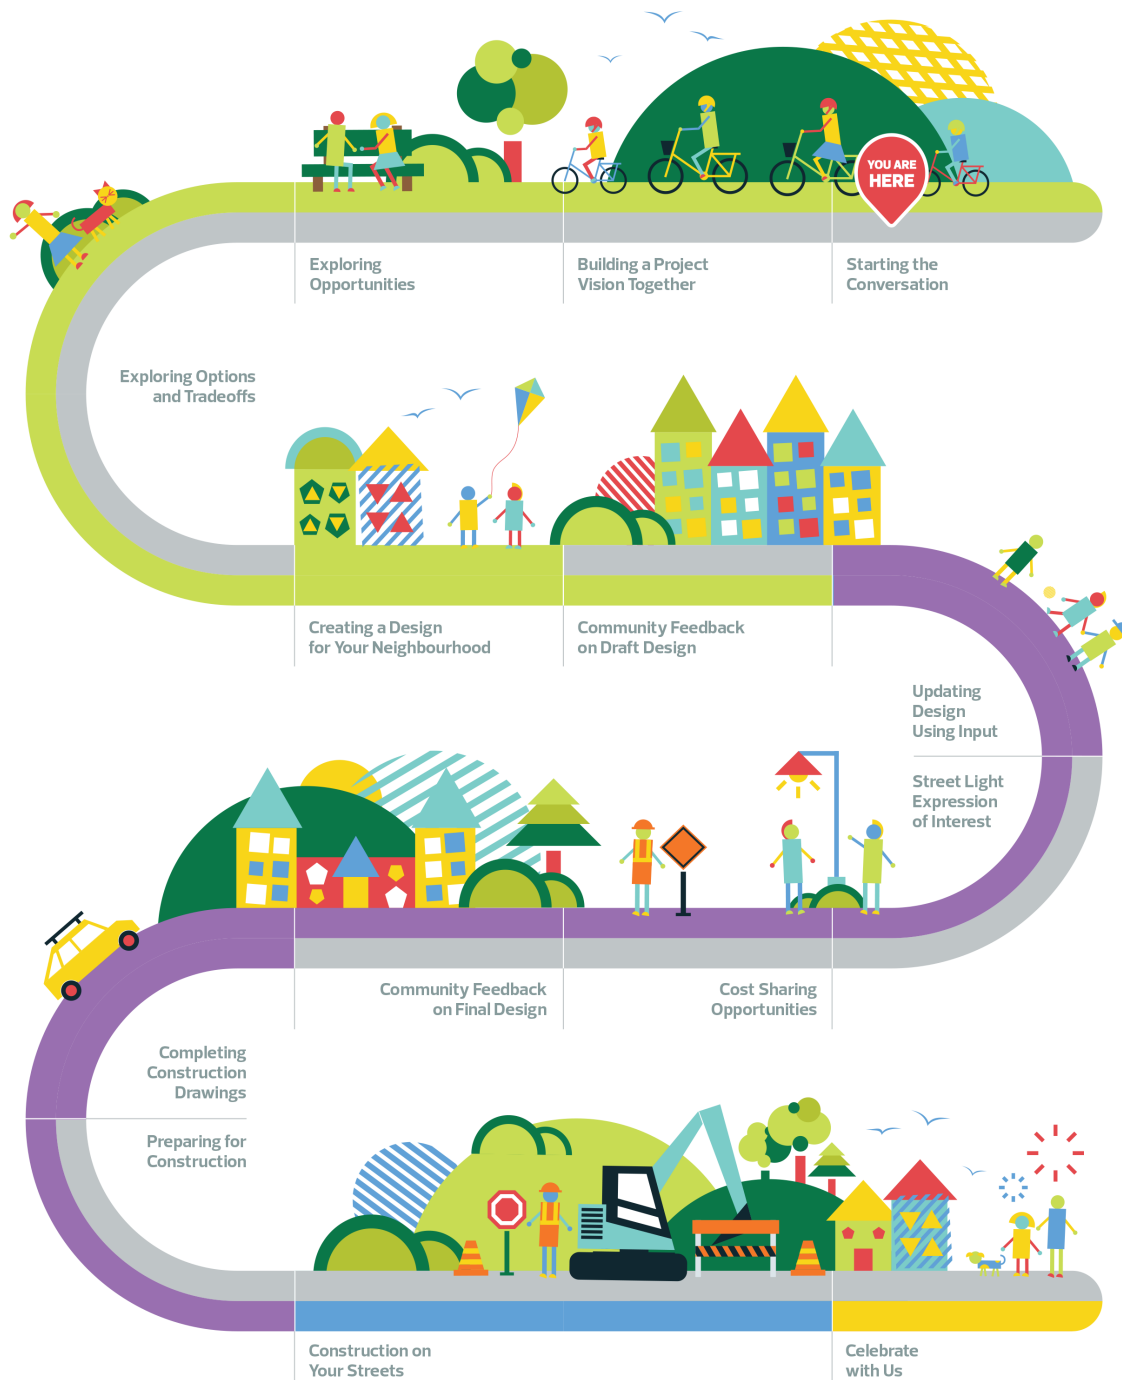 YOU ARE
HERE
Starting the
Conversation
Building a Project
Vision Together
Exploring
Opportunities
Exploring Options
and Tradeoffs
Creating a Design
for Your Neighbourhood
Community Feedback
on Draft Design
Updating
Design
Using Input
Street Light
Expression
of Interest
Cost Sharing
Opportunities
Community Feedback
on Final Design
Completing
Construction
Drawings
Preparing for
Construction
Construction on
Your Streets
Celebrate
with Us